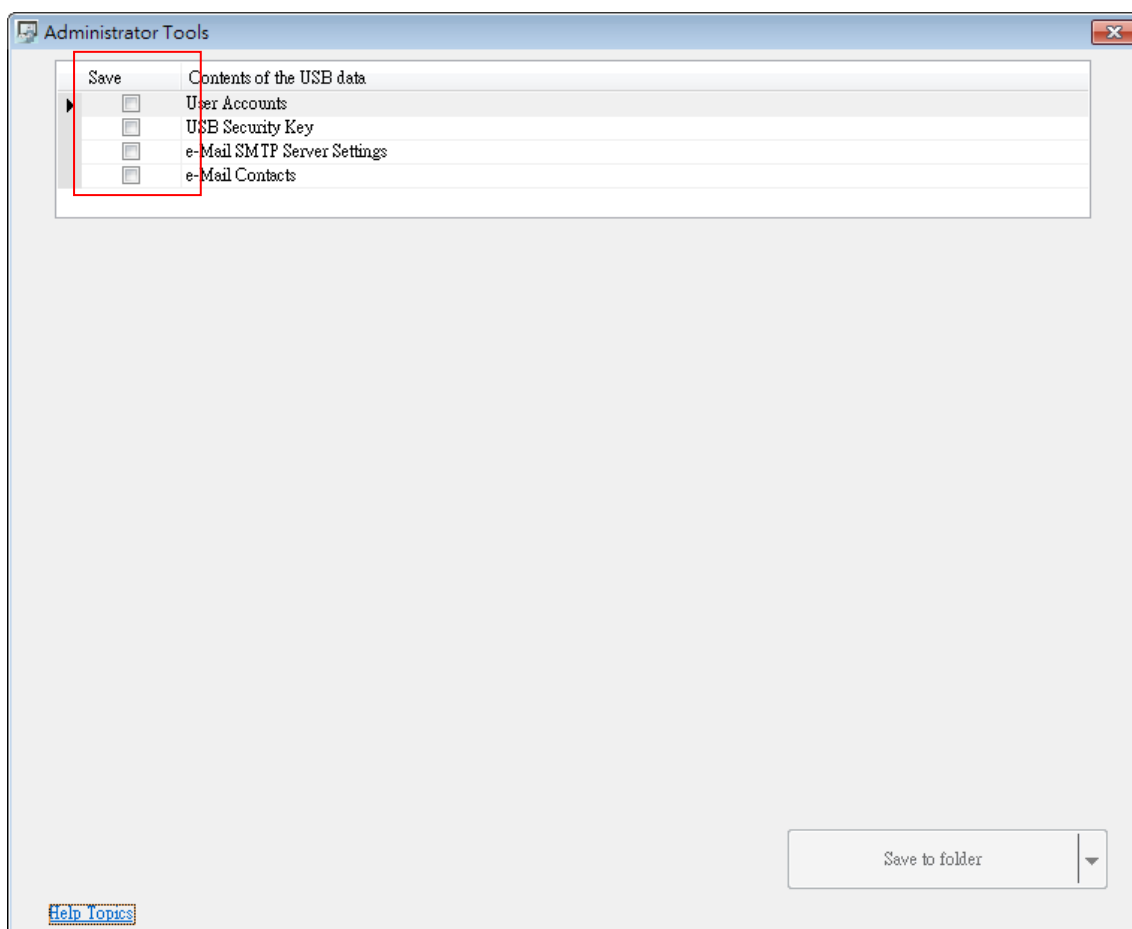 Administrator Tools
Save Contents of the USB data
User Accounts
USB Security Key
e-Mail SMTP Server Settings
e-Mail Contacts
Save to folder
Help Topics